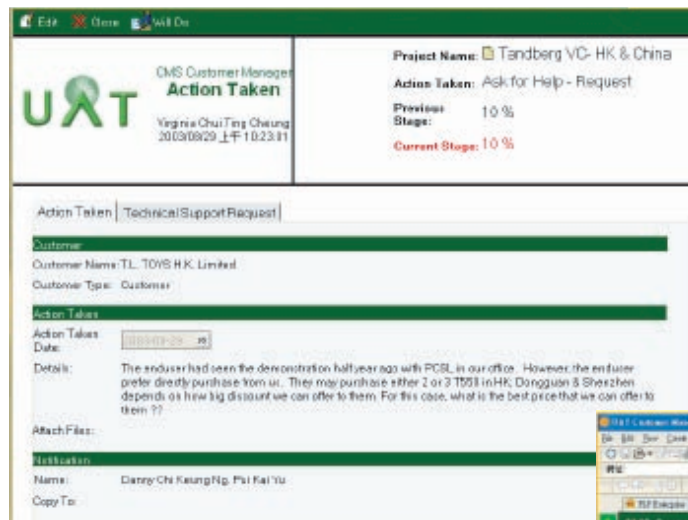 Edit Close Will Do
UAT
CMS Customer Manager
Action Taken
Virginia Chui Ting Cheung
2003/08/29 上午 10:23:01
Project Name: Tandberg VC- HK & China
Action Taken: Ask for Help - Request
Previous Stage: 10 %
Current Stage: 10 %
Action Taken Technical Support Request
Customer
Customer Name: T.L. TOYS H.K. Limited
Customer Type: Customer
Action Taken
Action Taken Date:
Details: The enduser had seen the demonstration half year ago with PCSL in our office. However, the enduser
prefer directly purchase from us. They may purchase either 2 or 3 T550 in HK, Dongguan & Shenzhen
depends on how big discount we can offer to them. For this case, what is the best price that we can offer to
them ??
Attach Files:
Notification
Name: Danny Chi Keung Ng, Pui Kai Yu
Copy To: